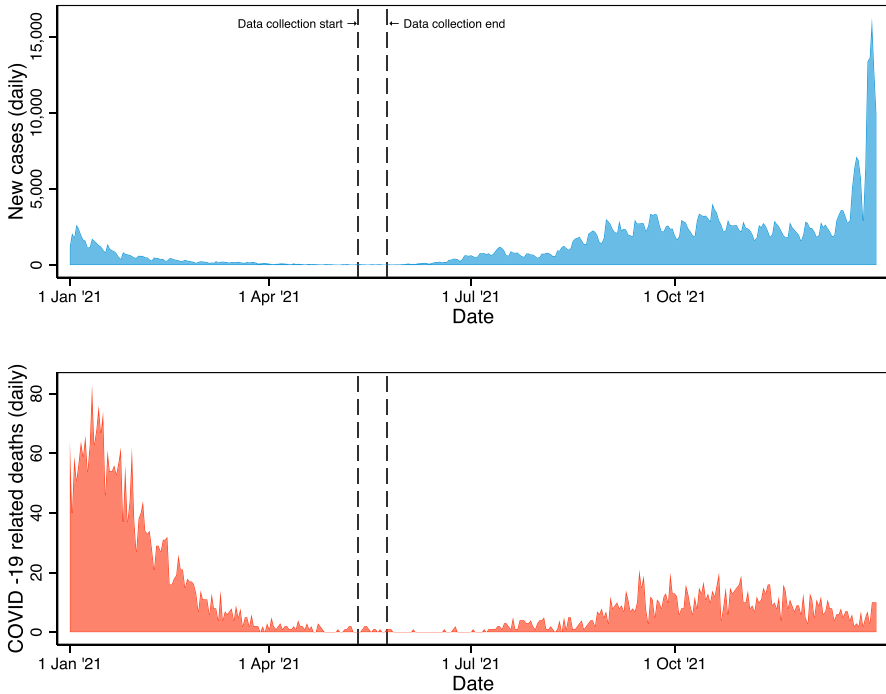 Data collection start → ← Data collection end
New cases (daily)
15,000
10,000
5,000
0
1 Jan '21 1 Apr '21 1 Jul '21 1 Oct '21
Date
COVID -19 related deaths (daily)
80
60
40
20
0
1 Jan '21 1 Apr '21 1 Jul '21 1 Oct '21
Date